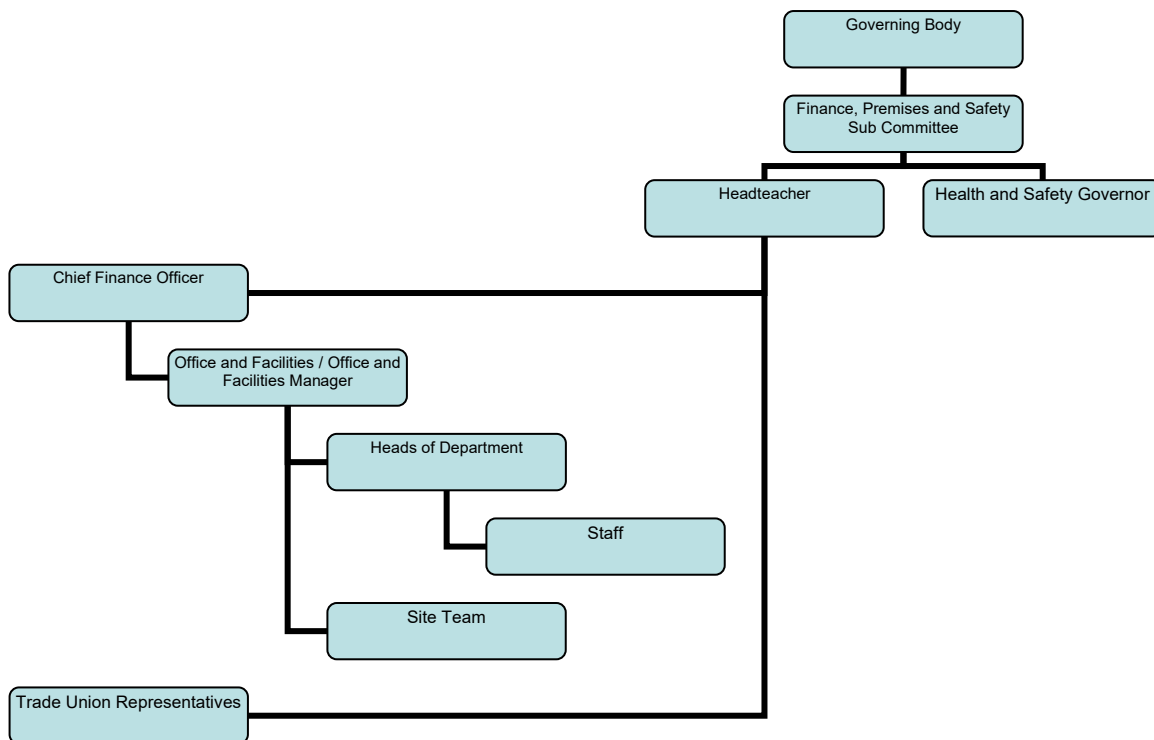 Governing Body
Finance, Premises and Safety
Sub Committee
Headteacher
Health and Safety Governor
Chief Finance Officer
Office and Facilities / Office and
Facilities Manager
Heads of Department
Staff
Site Team
Trade Union Representatives